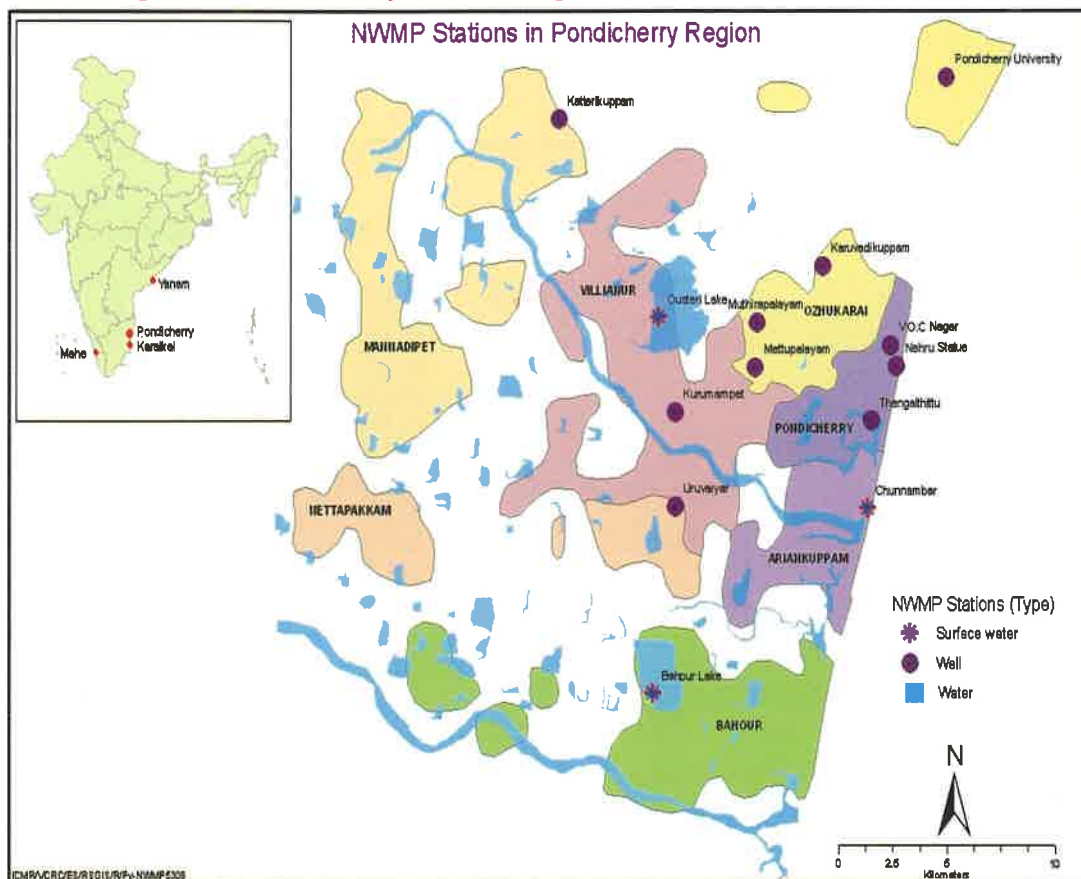 NWMP Stations in Pondicherry Region
Pondicherry University
Katterikuppam
Karuvadikuppam
VILLIANUR
Ousteri Lake
Muthirapalayam
OZHUKARAI
V.O.C Nagar
Nehru Statue
MANNADIPET
Mettupalayam
Kurumampet
Thengaithittu
PONDICHERRY
Uruvaiyar
Chunnambar
NETTAPAKKAM
ARIANKUPPAM
Bahour Lake
BAHOUR
Yanam
Pondicherry
Karaikal
Mahe
NWMP Stations (Type)
Surface water
Well
Water
N
0 2.5 5 10
Kilometers